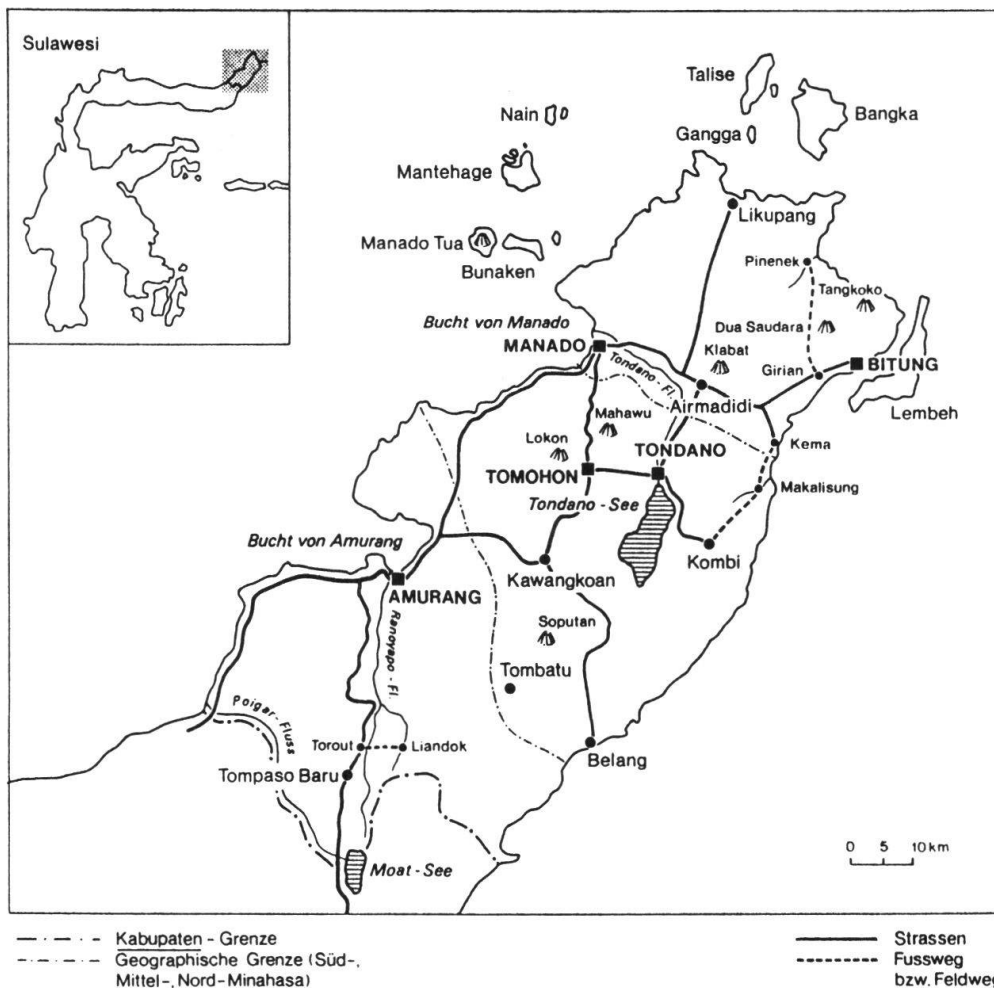 Sulawesi
Talise
Nain
Bangka
Gangga
Mantehage
Likupang
Manado Tua
Bunaken
Pinenek
Tangkoko
Bucht von Manado
Dua Saudara
MANADO
Klabat
Tondano-Fl.
Girian
BITUNG
Airmadidi
Lembeh
Mahawu
Lokon
TONDANO
Kema
TOMOHON
Makalisung
Tondano-See
Bucht von Amurang
Kombi
Kawangkoan
AMURANG
Ranoyapo-Fl.
Soputan
Tombatu
Poigar-Fluss
Torout
Liandok
Belang
Tompaso Baru
0 5 10 km
Moat-See
Kabupaten-Grenze
Geographische Grenze (Süd-,
Mittel-, Nord-Minahasa)
Strassen
Fussweg
bzw. Feldweg